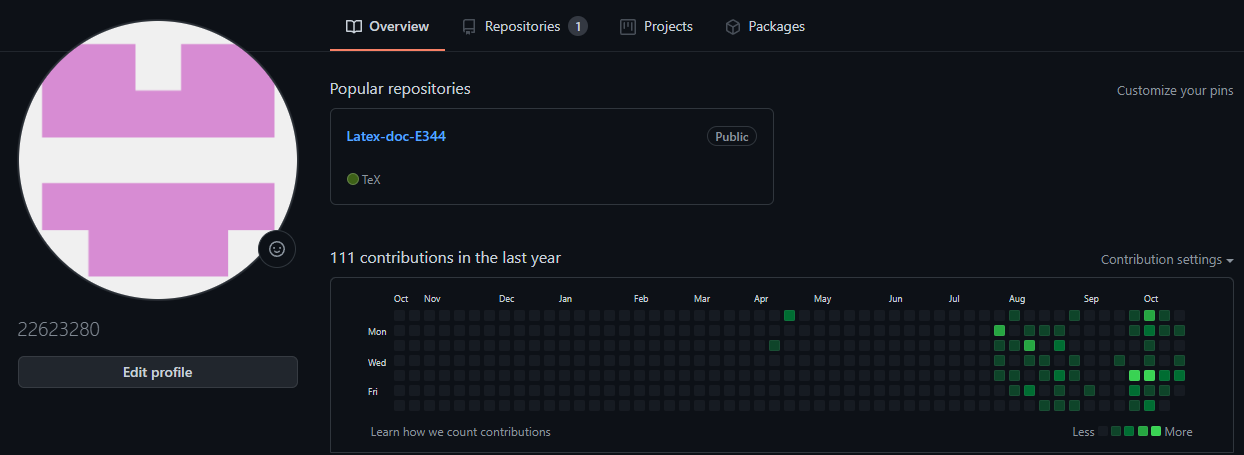 Overview Repositories 1 Projects Packages
Popular repositories Customize your pins
Latex-doc-E344 Public
TeX
111 contributions in the last year Contribution settings
Oct Nov Dec Jan Feb Mar Apr May Jun Jul Aug Sep Oct
Mon
Wed
Fri
Learn how we count contributions Less More
22623280
Edit profile